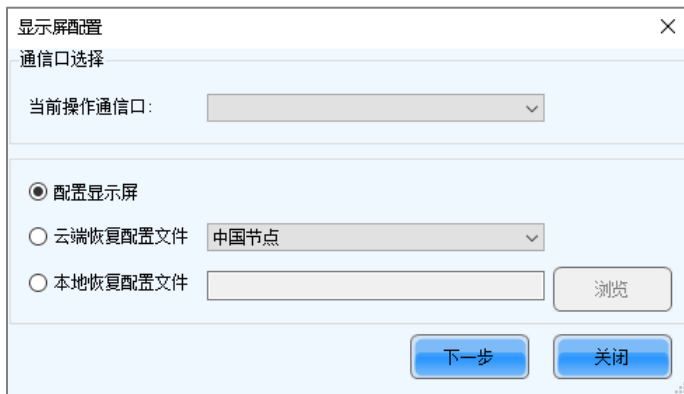 显示屏配置
通信口选择
当前操作通信口:
配置显示屏
云端恢复配置文件 中国节点
本地恢复配置文件 浏览
下一步 关闭